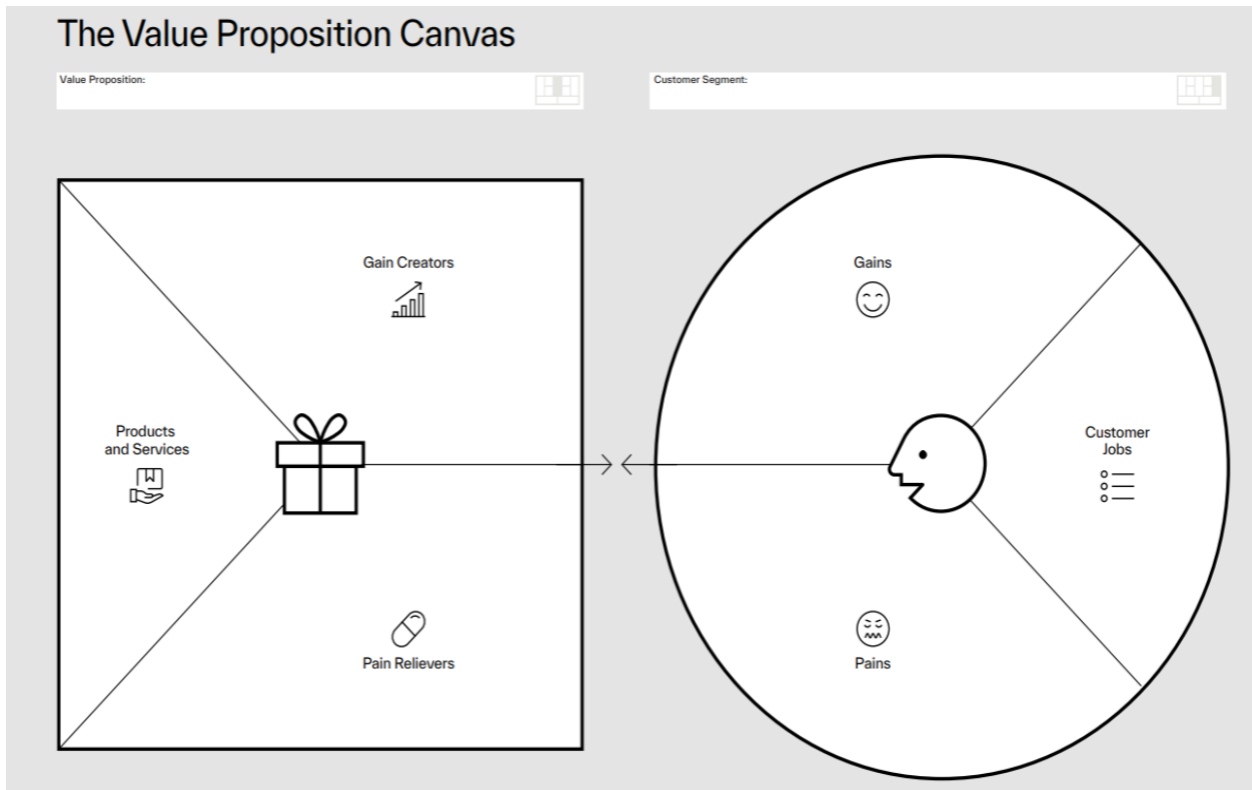 The Value Proposition Canvas
Value Proposition:
Customer Segment:
Gain Creators
Products
and Services
Pain Relievers
Gains
Customer
Jobs
Pains